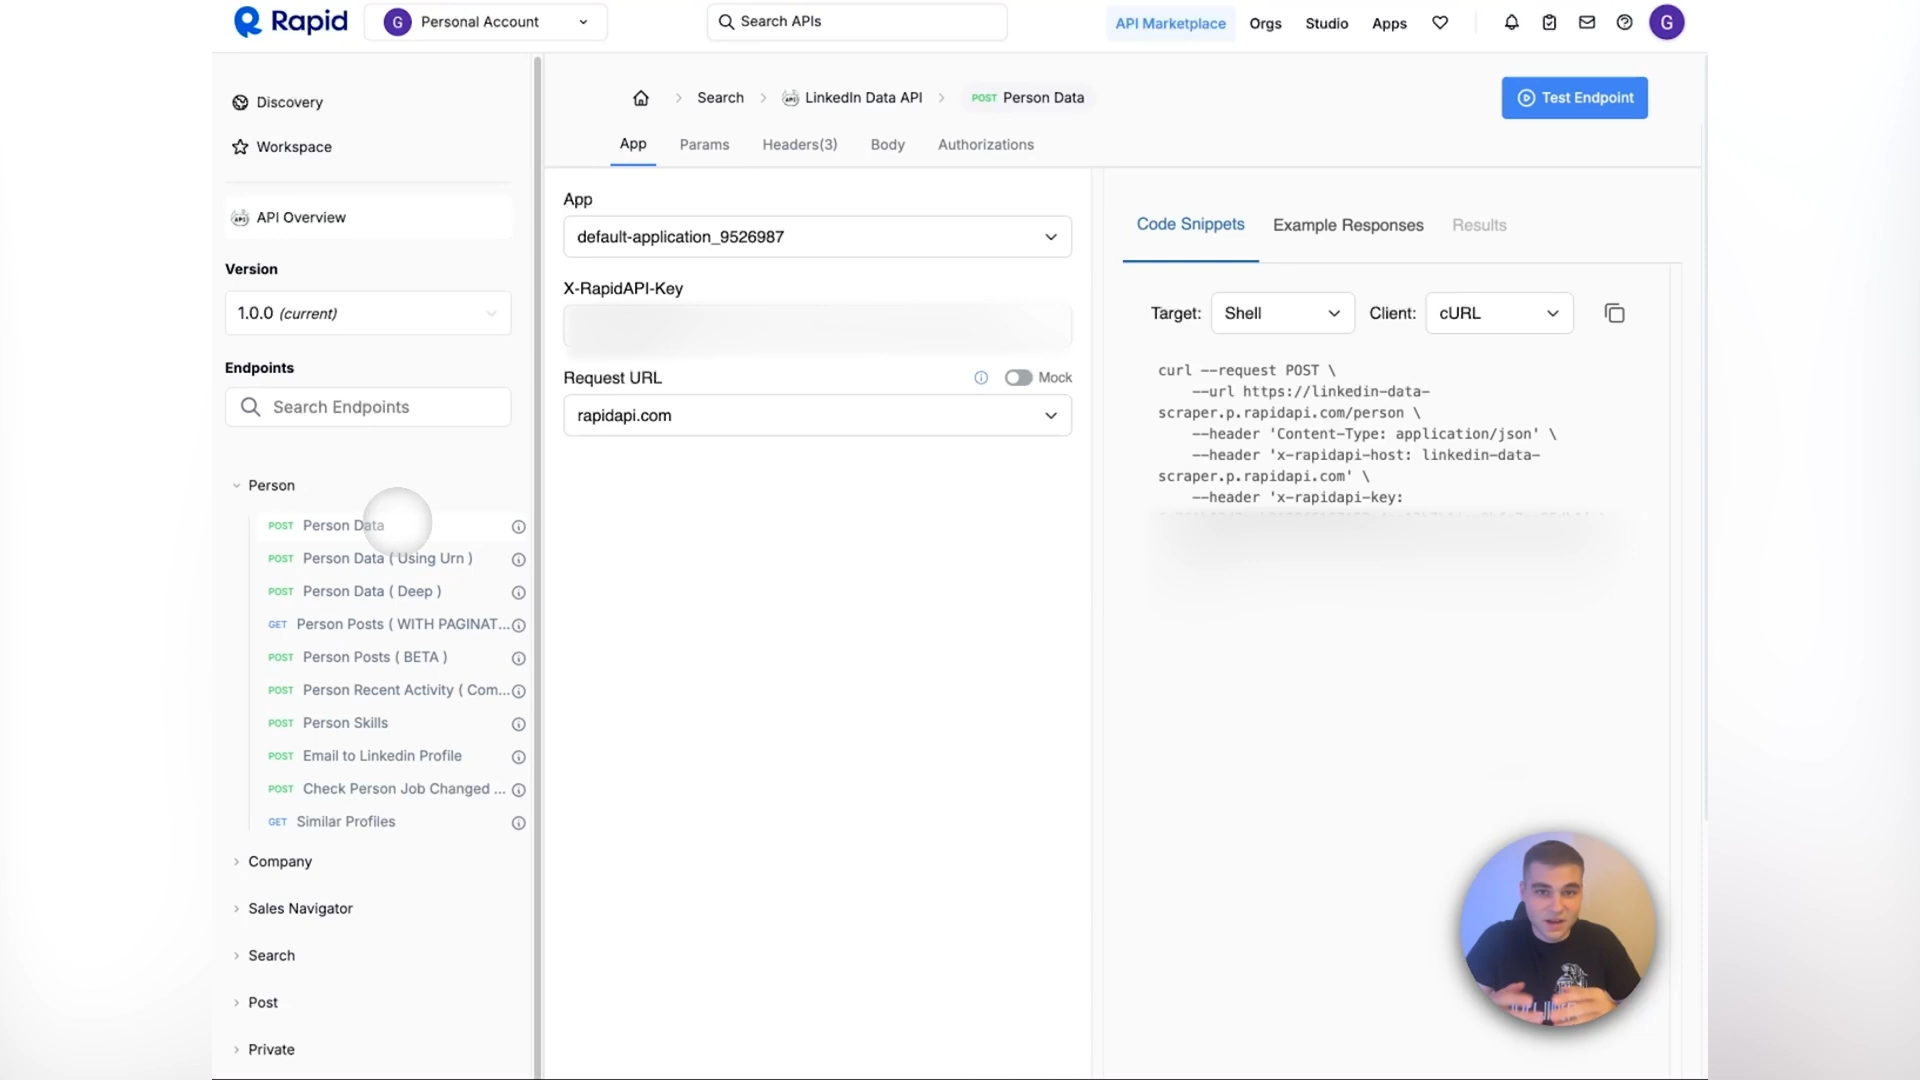 Rapid
G Personal Account
Search APIs
API Marketplace
Orgs
Studio
Apps
G
Discovery
Workspace
API API Overview
Version
1.0.0 (current)
Endpoints
Search Endpoints
Person
POST Person Data
POST Person Data ( Using Urn )
POST Person Data ( Deep )
GET Person Posts ( WITH PAGINAT...
POST Person Posts ( BETA )
POST Person Recent Activity ( Com...
POST Person Skills
POST Email to Linkedin Profile
POST Check Person Job Changed ...
GET Similar Profiles
Company
Sales Navigator
Search
Post
Private
Search
API LinkedIn Data API
POST Person Data
Test Endpoint
App
Params
Headers(3)
Body
Authorizations
App
default-application_9526987
X-RapidAPI-Key
Request URL
Mock
rapidapi.com
Code Snippets
Example Responses
Results
Target: Shell
Client: cURL
curl --request POST \
--url https://linkedin-data-
scraper.p.rapidapi.com/person \
--header 'Content-Type: application/json' \
--header 'x-rapidapi-host: linkedin-data-
scraper.p.rapidapi.com' \
--header 'x-rapidapi-key: